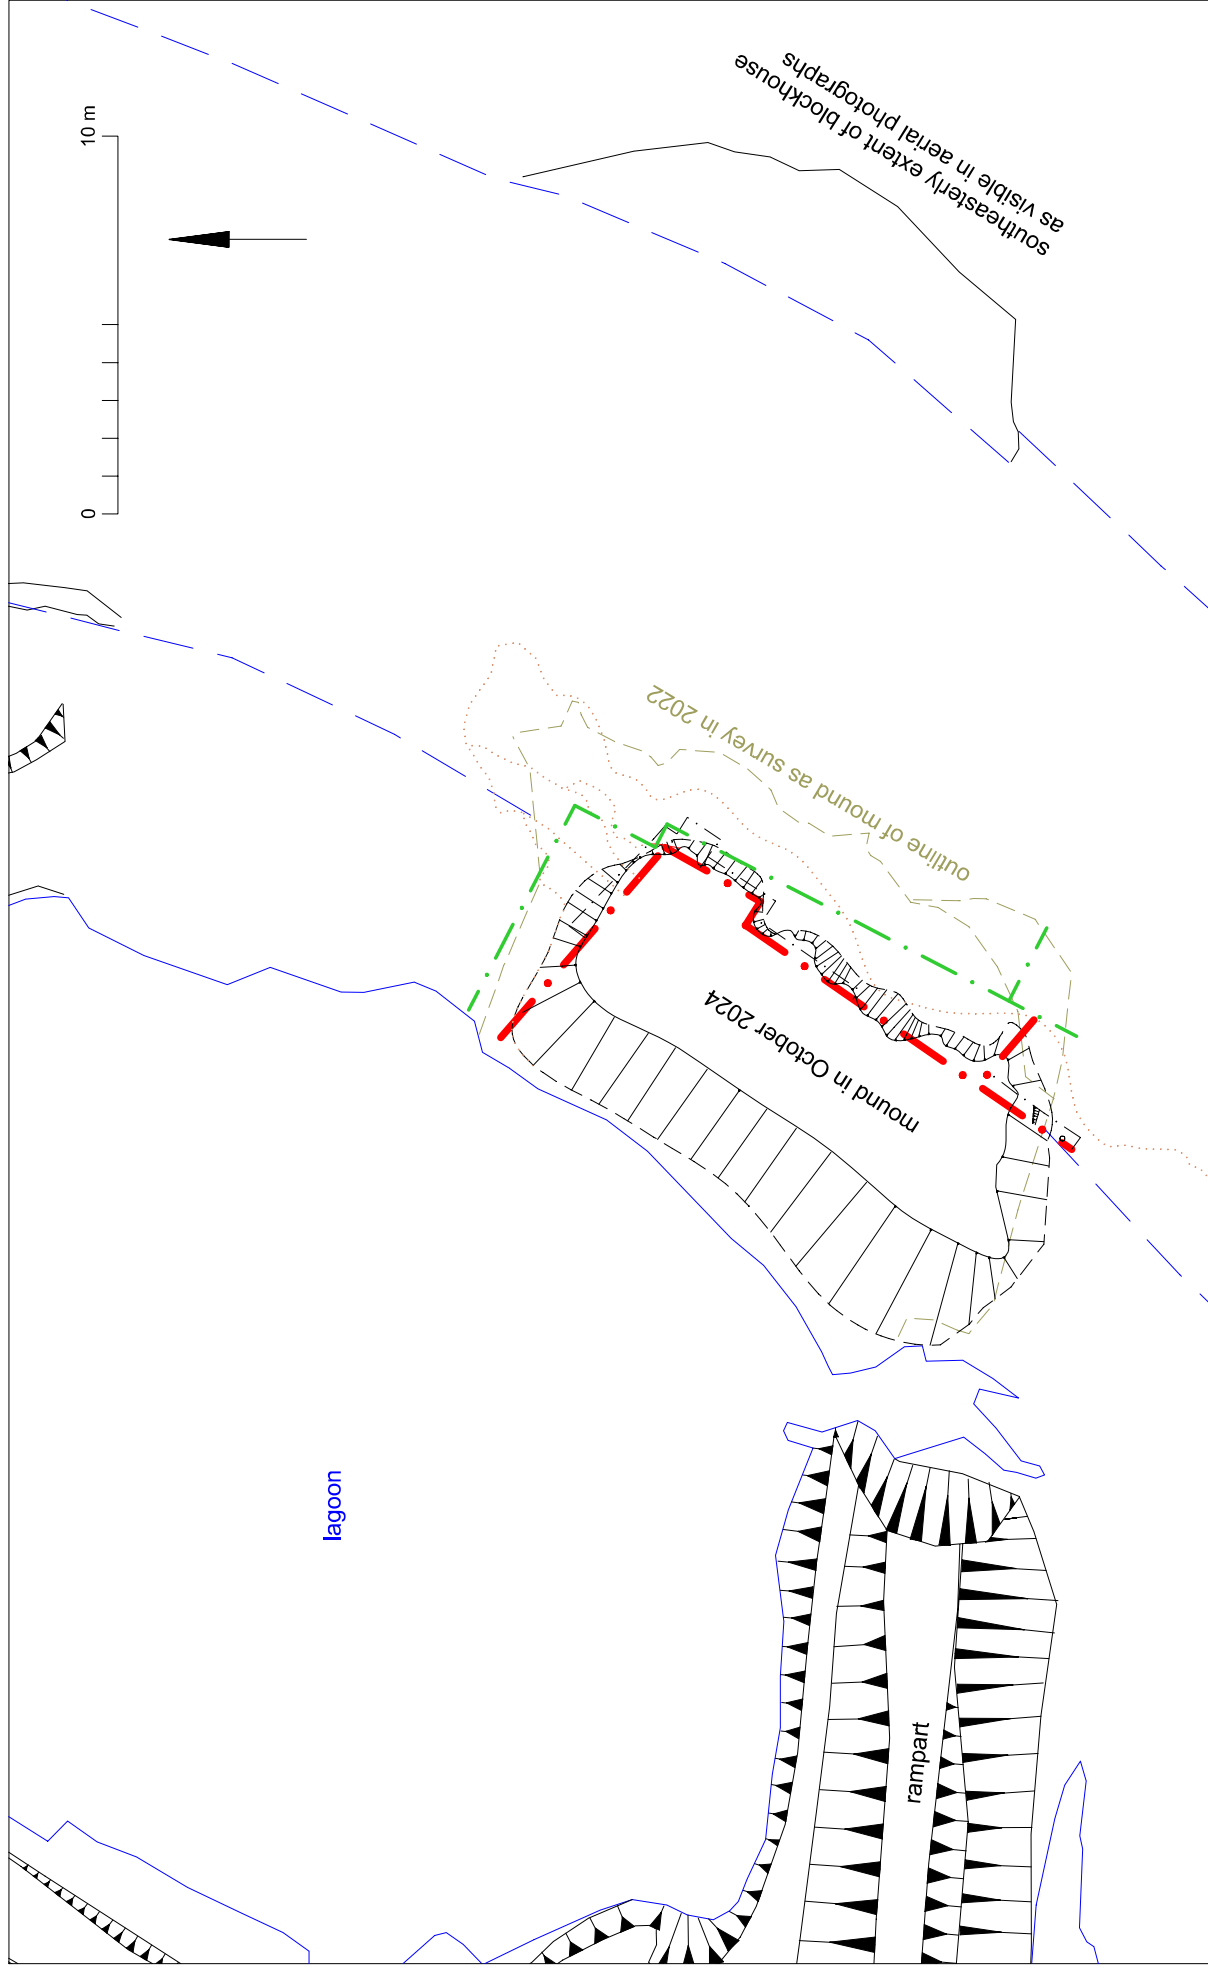 0
10 m
southeasterly extent of blockhouse
as visible in aerial photographs
outline of mound as survey in 2022
mound in October 2024
lagoon
rampart